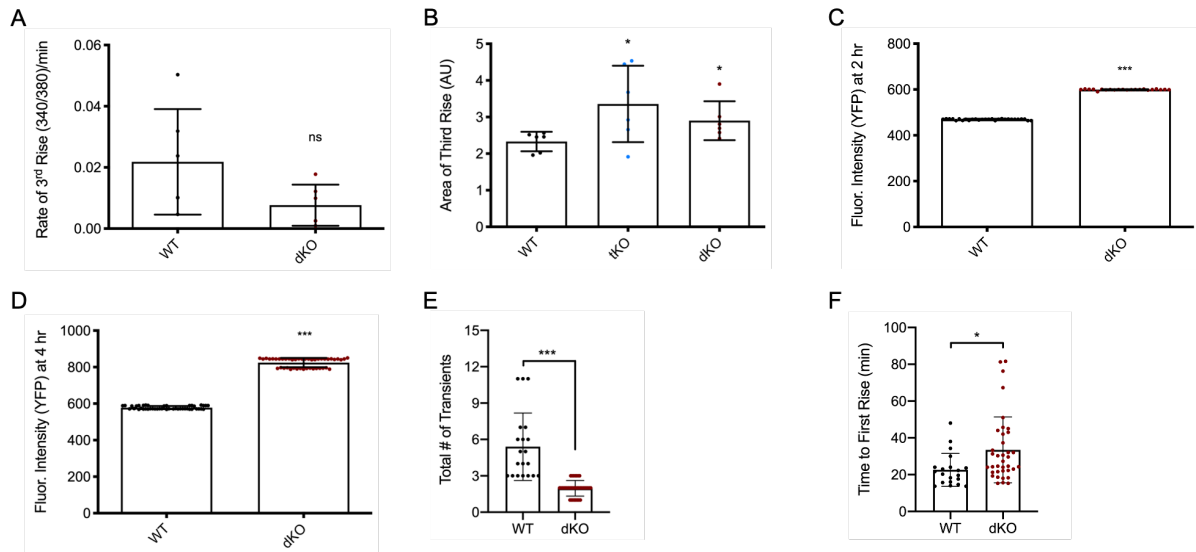 A
Rate of 3rd Rise (340/380)/min
0.06
0.04
0.02
0.00
ns
WT
dKO
B
Area of Third Rise (AU)
5
4
3
2
1
0
*
*
WT
tKO
dKO
C
Fluor. Intensity (YFP) at 2 hr
800
600
400
200
0
***
WT
dKO
D
Fluor. Intensity (YFP) at 4 hr
1000
800
600
400
200
0
***
WT
dKO
E
Total # of Transients
15
12
9
6
3
0
***
WT
dKO
F
Time to First Rise (min)
100
80
60
40
20
0
*
WT
dKO